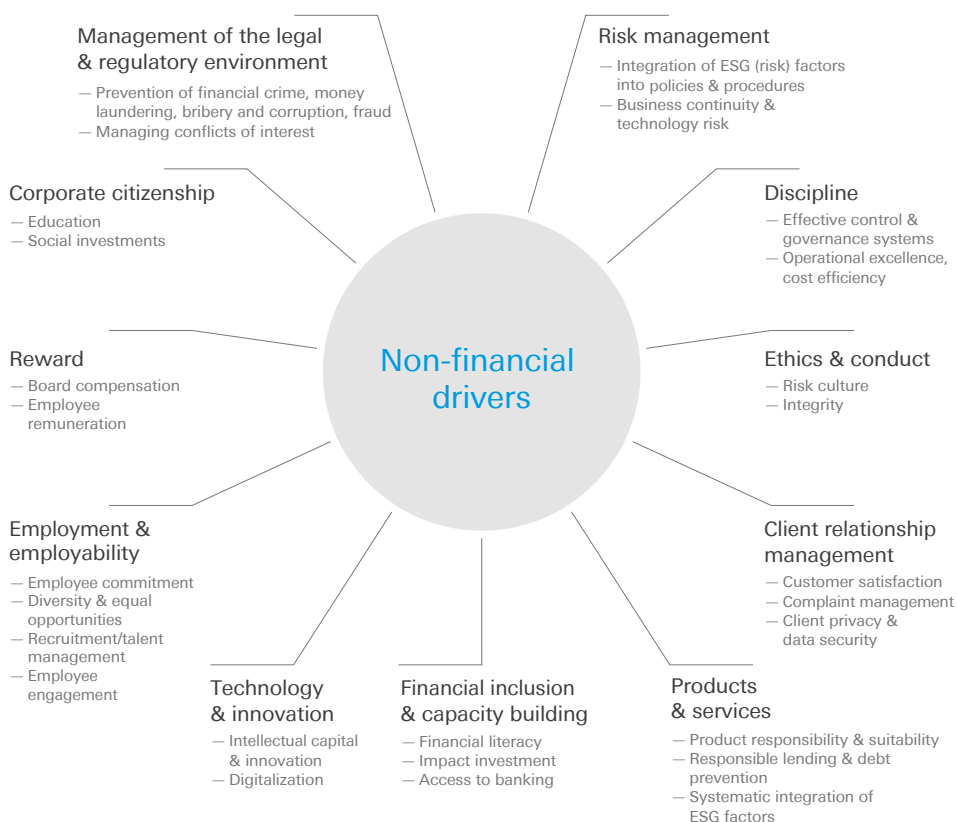 Management of the legal
& regulatory environment
— Prevention of financial crime, money
laundering, bribery and corruption, fraud
— Managing conflicts of interest
Risk management
— Integration of ESG (risk) factors
into policies & procedures
— Business continuity &
technology risk
Corporate citizenship
— Education
— Social investments
Discipline
— Effective control &
governance systems
— Operational excellence,
cost efficiency
Non-financial
drivers
Reward
— Board compensation
— Employee
remuneration
Ethics & conduct
— Risk culture
— Integrity
Employment &
employability
— Employee commitment
— Diversity & equal
opportunities
— Recruitment/talent
management
— Employee
engagement
Client relationship
management
— Customer satisfaction
— Complaint management
— Client privacy &
data security
Technology
& innovation
— Intellectual capital
& innovation
— Digitalization
Financial inclusion
& capacity building
— Financial literacy
— Impact investment
— Access to banking
Products
& services
— Product responsibility & suitability
— Responsible lending & debt
prevention
— Systematic integration of
ESG factors